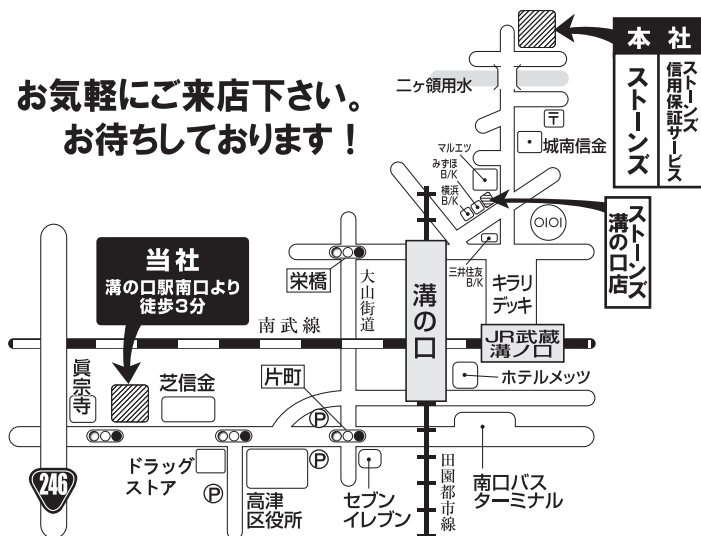 お気軽にご来店下さい。
お待ちしております！
本社
ストーンズ
ストーンズ
信用保証サービス
二ヶ領用水
〒
城南信金
マルエツ
みずほ
B/K
横浜
B/K
OIOI
ストーンズ
溝の口店
三井住友
B/K
キラリ
デッキ
当社
溝の口駅南口より
徒歩3分
栄橋
大山街道
溝の口
南武線
JR武蔵
溝ノ口
眞宗寺
芝信金
片町
ホテルメッツ
P
P
P
246
ドラッグ
ストア
高津
区役所
セブン
イレブン
田園都市線
南口バス
ターミナル